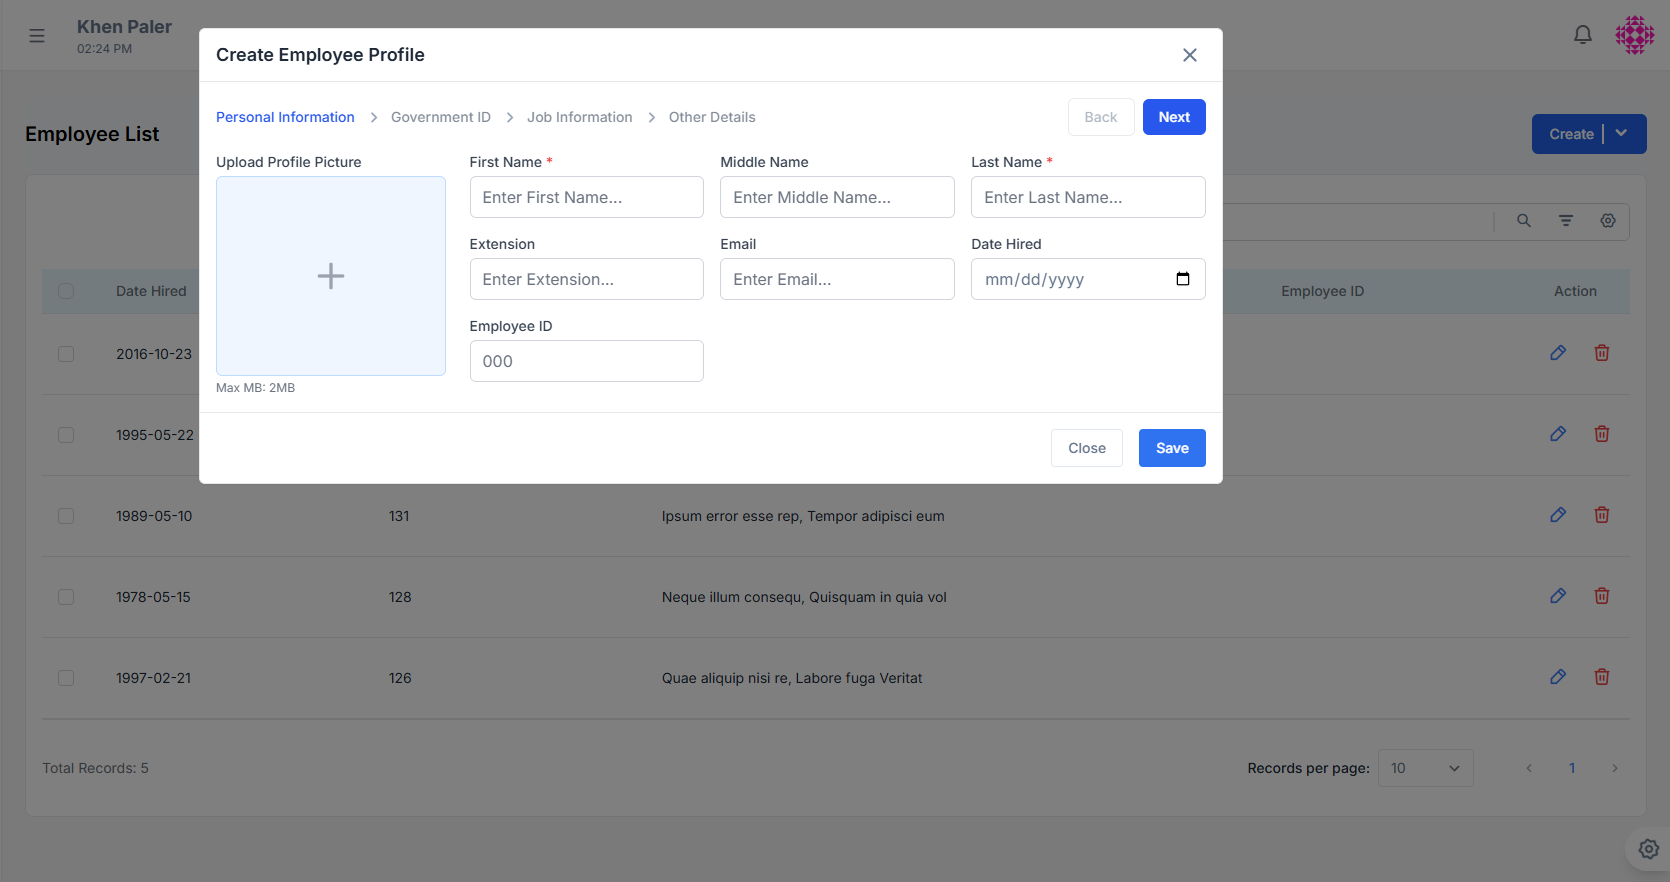 Khen Paler
02:24 PM
Create Employee Profile
Personal Information > Government ID > Job Information > Other Details
Back
Next
Employee List
Create
Upload Profile Picture
Max MB: 2MB
First Name *
Enter First Name...
Middle Name
Enter Middle Name...
Last Name *
Enter Last Name...
Extension
Enter Extension...
Email
Enter Email...
Date Hired
mm/dd/yyyy
Employee ID
000
Close
Save
Date Hired
Employee ID
Action
2016-10-23
1995-05-22
1989-05-10 131 Ipsum error esse rep, Tempor adipisci eum
1978-05-15 128 Neque illum consequ, Quisquam in quia vol
1997-02-21 126 Quae aliquip nisi re, Labore fuga Veritat
Total Records: 5
Records per page: 10
< 1 >